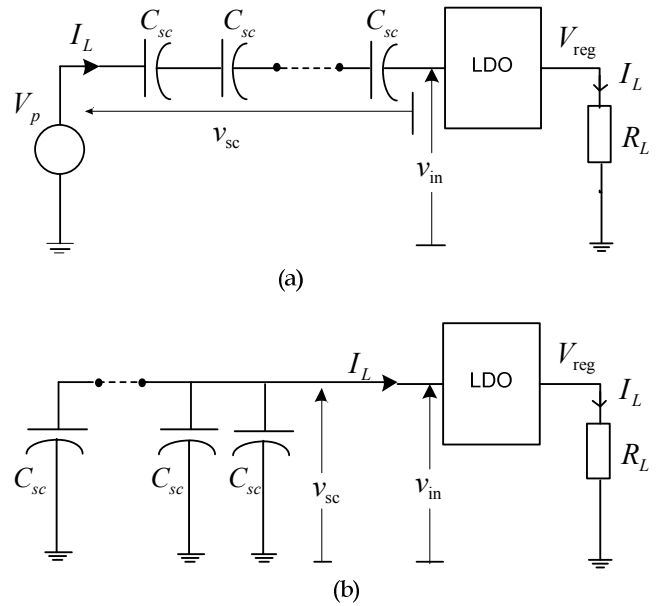 C_sc C_sc C_sc
I_L
LDO
V_reg
I_L
V_p
v_sc
v_in
R_L
(a)
I_L
LDO
V_reg
I_L
C_sc C_sc C_sc
v_sc
v_in
R_L
(b)